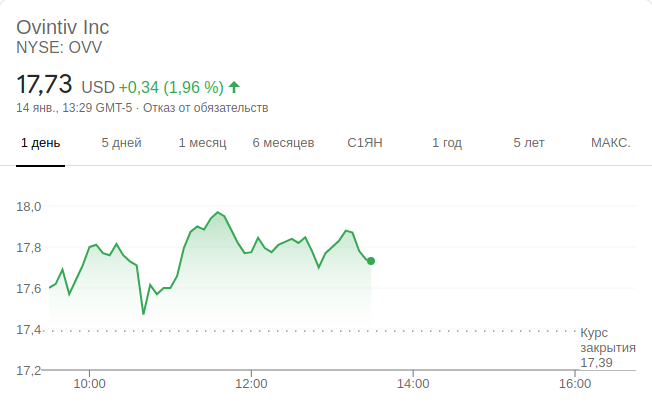 Ovintiv Inc
NYSE: OVV
17,73 USD +0,34 (1,96 %)
14 янв., 13:29 GMT-5 · Отказ от обязательств
1 день 5 дней 1 месяц 6 месяцев С1ЯН 1 год 5 лет МАКС.
18,0
17,8
17,6
17,4
Курс
закрытия
17,39
17,2
10:00 12:00 14:00 16:00